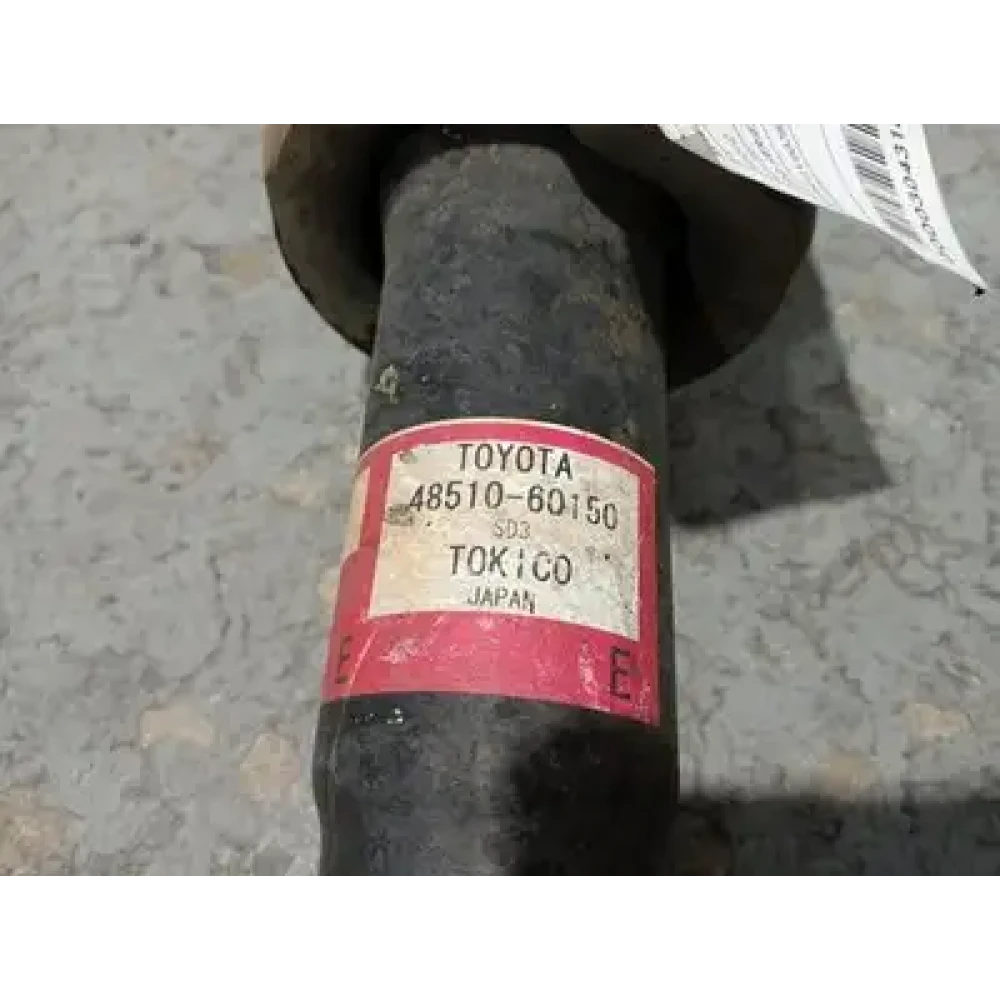 TOYOTA
48510-60150
SD3
TOKICO
JAPAN
E
E